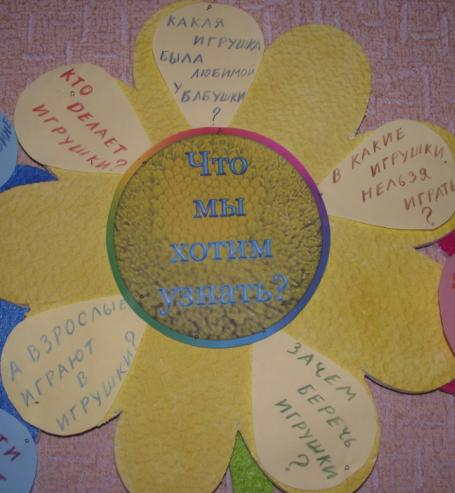 КАКАЯ
ИГРУШКА
БЫЛА
ЛЮБИМОЙ
У БАБУШКИ
?
КТО
ДЕЛАЕТ
ИГРУШКИ?
В КАКИЕ
ИГРУШКИ
НЕЛЬЗЯ
ИГРАТЬ
?
Что
мы
хотим
узнать?
А ВЗРОСЛЫЕ
ИГРАЮТ
В
ИГРУШКИ?
ЗАЧЕМ
БЕРЕЧЬ
ИГРУШКИ
?